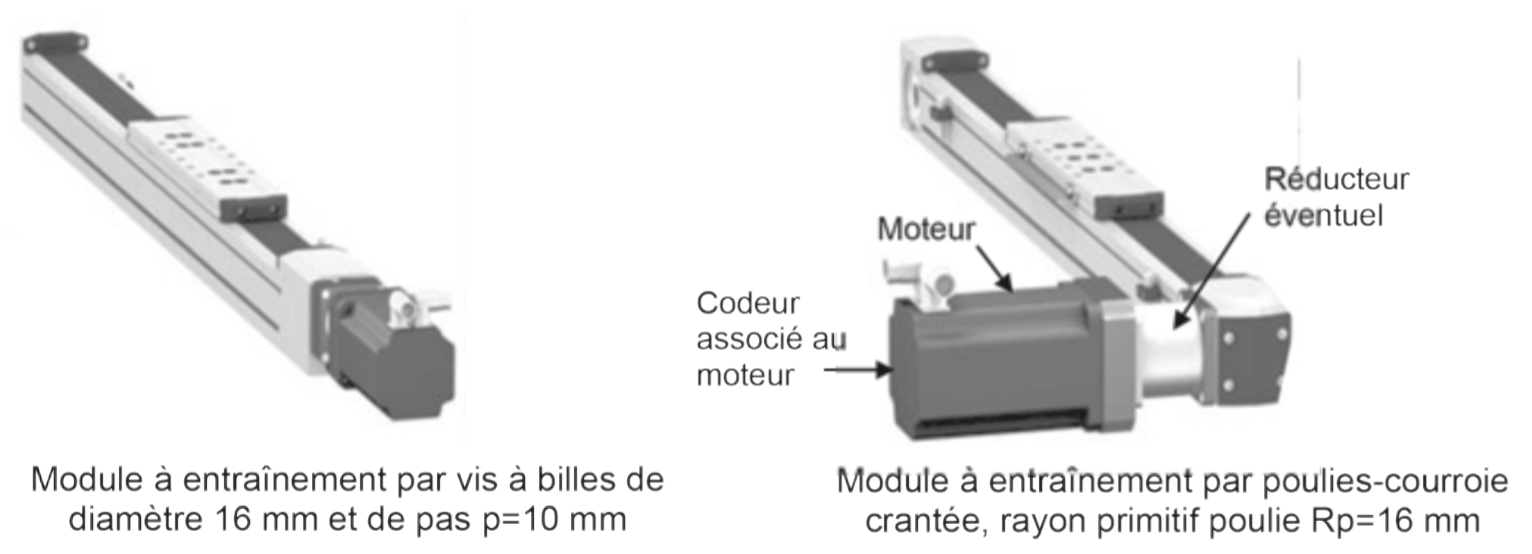 Réducteur
éventuel
Moteur
Codeur
associé au
moteur
Module à entraînement par vis à billes de
diamètre 16 mm et de pas p=10 mm
Module à entraînement par poulies-courroie
crantée, rayon primitif poulie Rp=16 mm